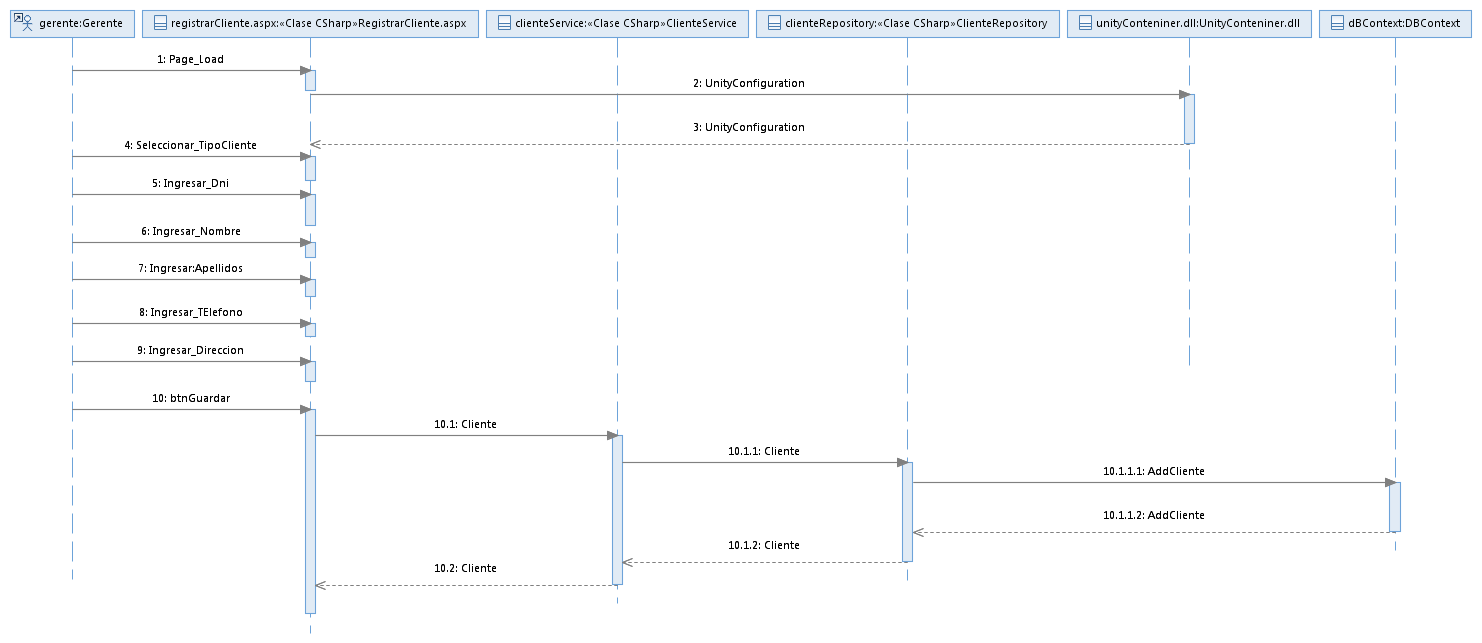 gerente:Gerente
registrarCliente.aspx:«Clase CSharp»RegistrarCliente.aspx
clienteService:«Clase CSharp»ClienteService
clienteRepository:«Clase CSharp»ClienteRepository
unityConteniner.dll:UnityConteniner.dll
dBContext:DBContext
1: Page_Load
2: UnityConfiguration
3: UnityConfiguration
4: Seleccionar_TipoCliente
5: Ingresar_Dni
6: Ingresar_Nombre
7: Ingresar:Apellidos
8: Ingresar_TElefono
9: Ingresar_Direccion
10: btnGuardar
10.1: Cliente
10.1.1: Cliente
10.1.1.1: AddCliente
10.1.1.2: AddCliente
10.1.2: Cliente
10.2: Cliente